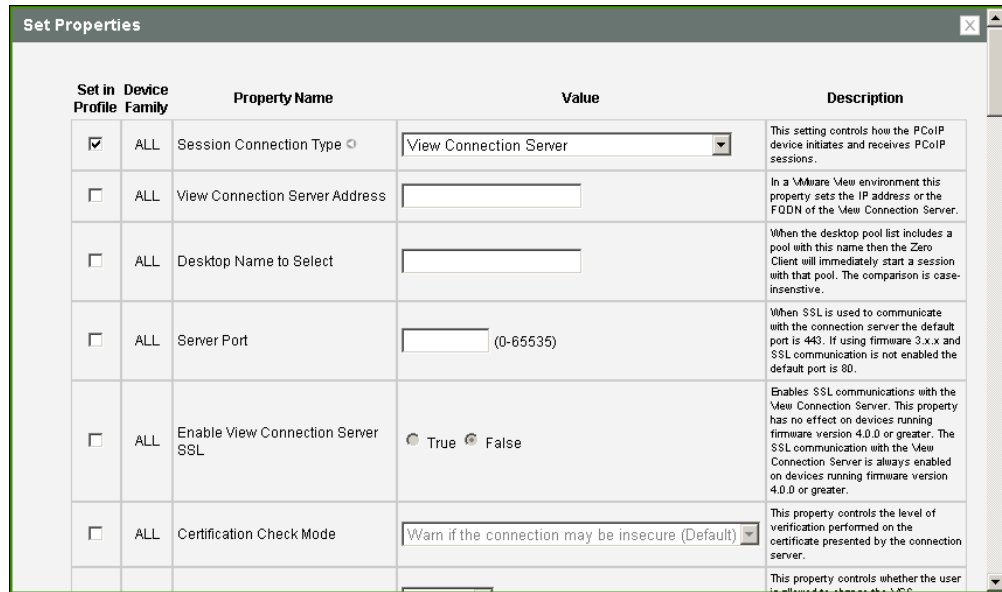 Set Properties
X
Set in Profile
Device Family
Property Name
Value
Description
ALL
Session Connection Type
View Connection Server
This setting controls how the PCoIP
device initiates and receives PCoIP
sessions.
ALL
View Connection Server Address
In a VMware View environment this
property sets the IP address or the
FQDN of the View Connection Server.
ALL
Desktop Name to Select
When the desktop pool list includes a
pool with this name then the Zero
Client will immediately start a session
with that pool. The comparison is case-
insenstive.
ALL
Server Port
(0-65535)
When SSL is used to communicate
with the connection server the default
port is 443. If using firmware 3.x.x and
SSL communication is not enabled the
default port is 80.
ALL
Enable View Connection Server
SSL
True False
Enables SSL communications with the
View Connection Server. This property
has no effect on devices running
firmware version 4.0.0 or greater. The
SSL communication with the View
Connection Server is always enabled
on devices running firmware version
4.0.0 or greater.
ALL
Certification Check Mode
Warn if the connection may be insecure (Default)
This property controls the level of
verification performed on the
certificate presented by the connection
server.
This property controls whether the user
is allowed to change the VCS